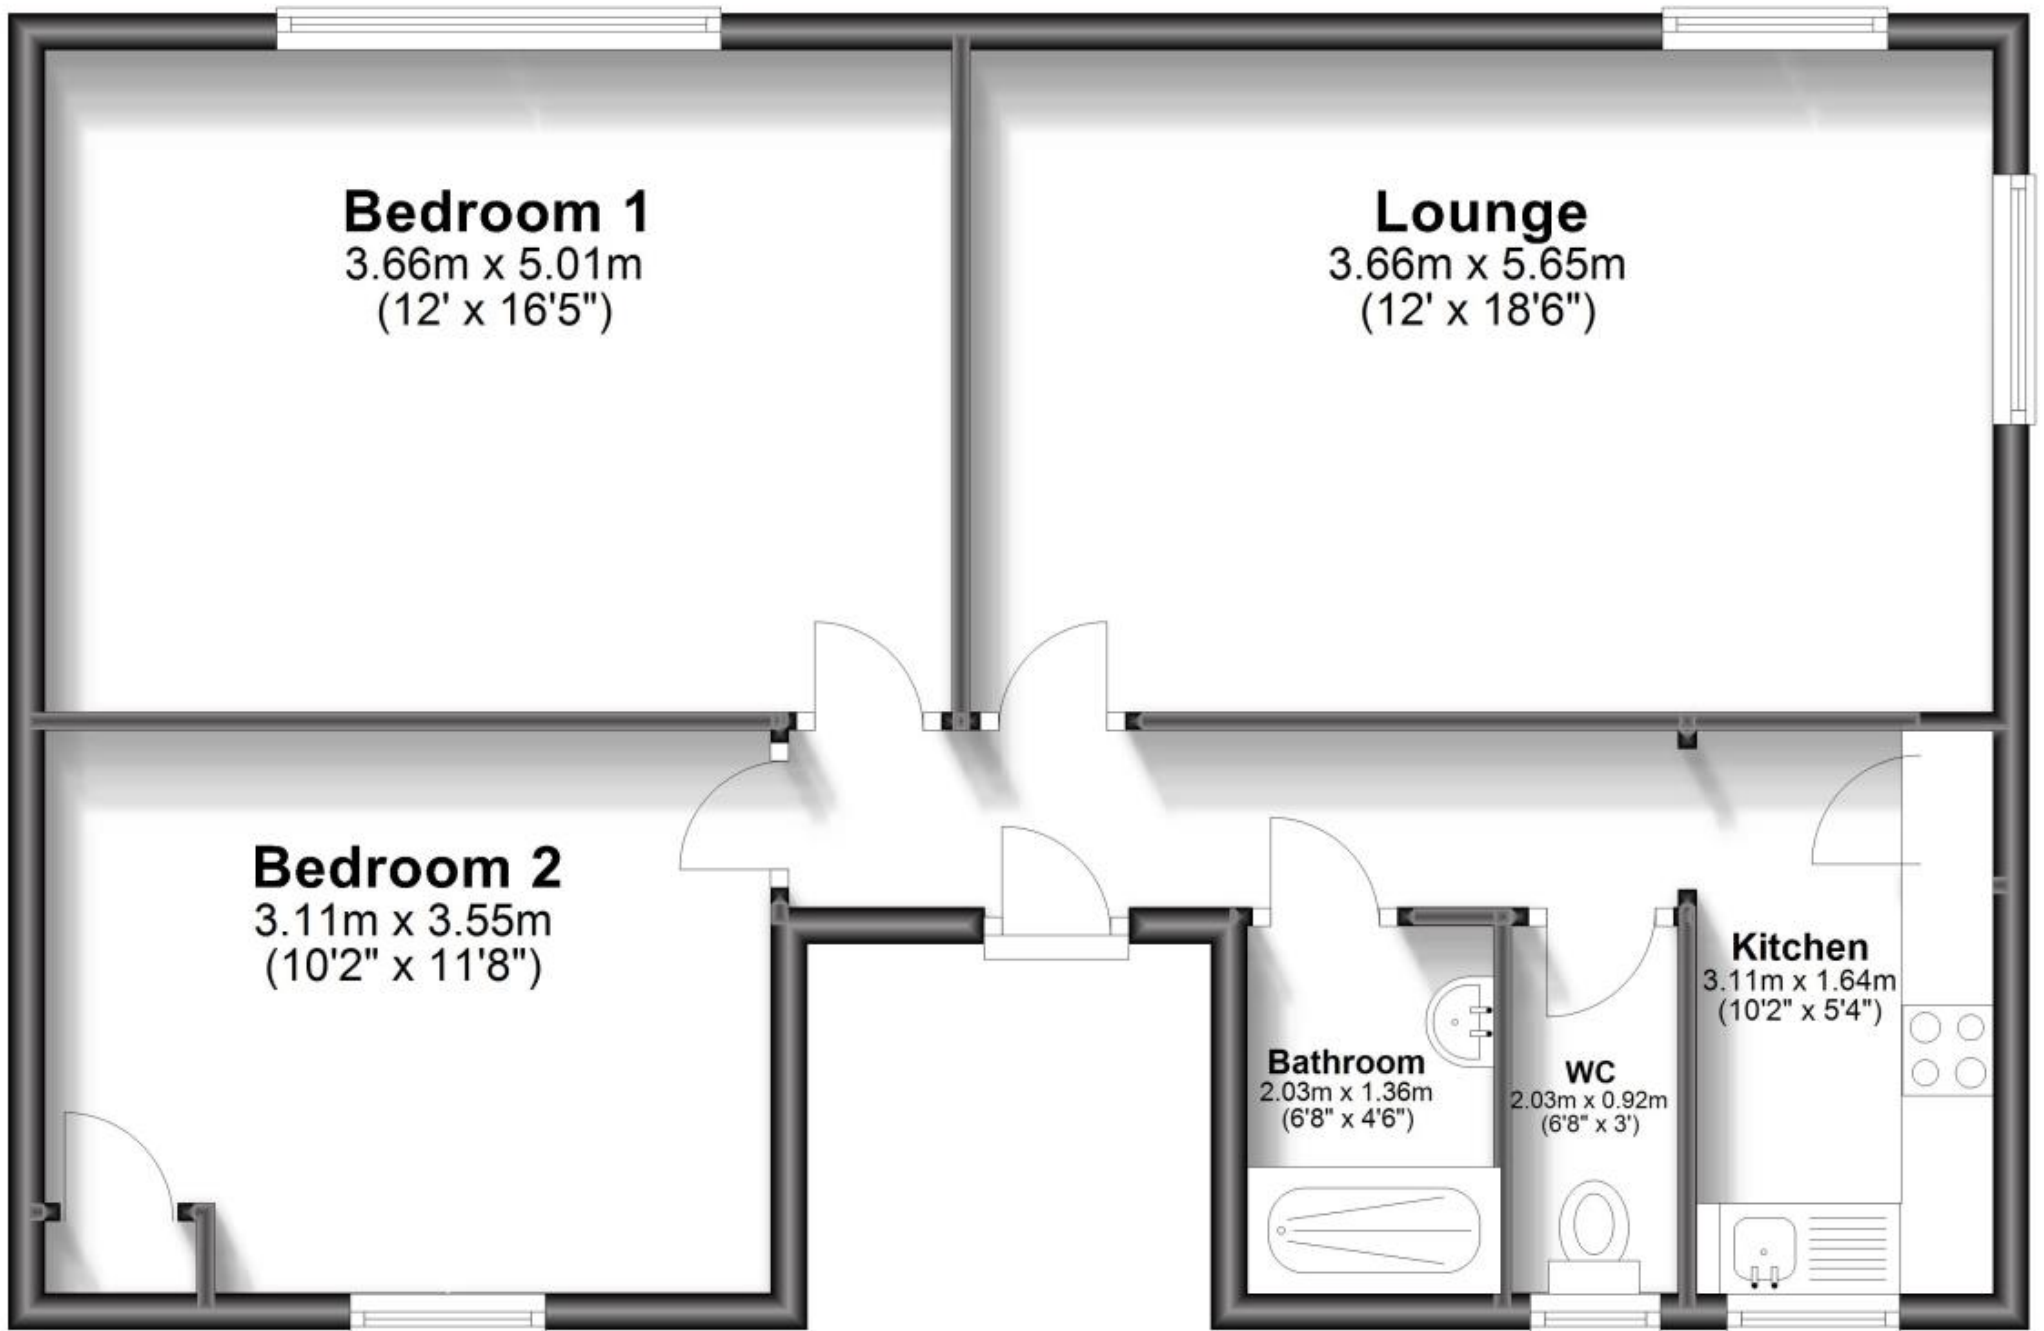 Bedroom 1
3.66m x 5.01m
(12' x 16'5")
Lounge
3.66m x 5.65m
(12' x 18'6")
Bedroom 2
3.11m x 3.55m
(10'2" x 11'8")
Kitchen
3.11m x 1.64m
(10'2" x 5'4")
Bathroom
2.03m x 1.36m
(6'8" x 4'6")
WC
2.03m x 0.92m
(6'8" x 3')